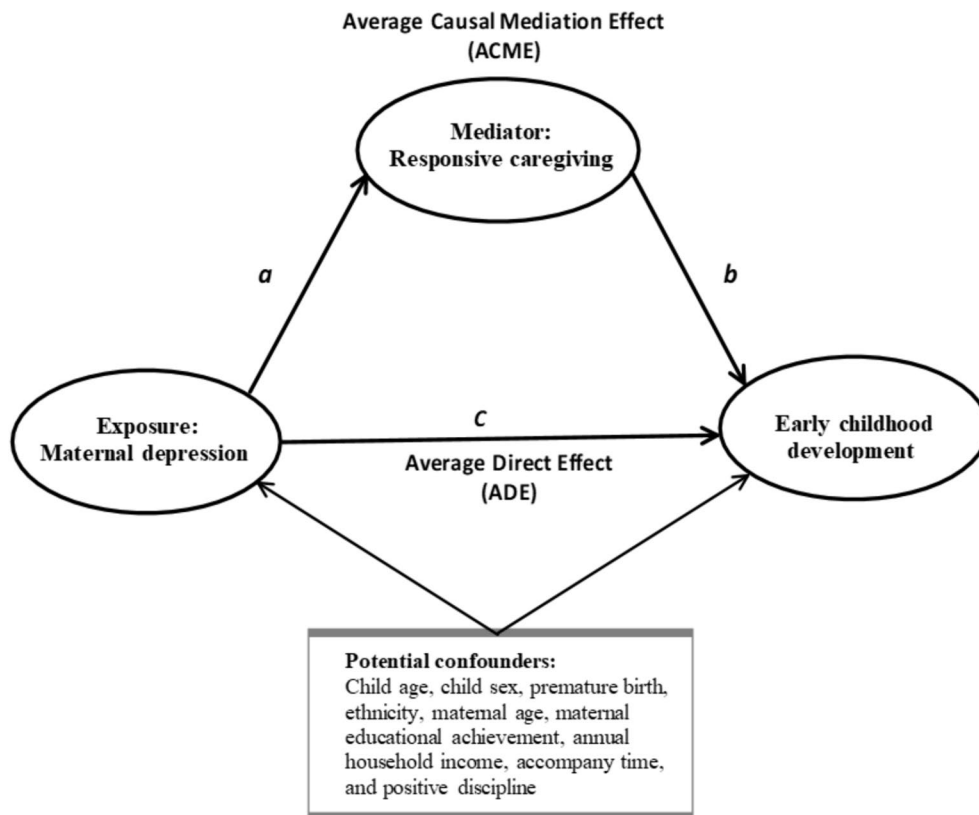 Average Causal Mediation Effect
(ACME)
Mediator:
Responsive caregiving
a
b
Exposure:
Maternal depression
C
Average Direct Effect
(ADE)
Early childhood
development
Potential confounders:
Child age, child sex, premature birth,
ethnicity, maternal age, maternal
educational achievement, annual
household income, accompany time,
and positive discipline